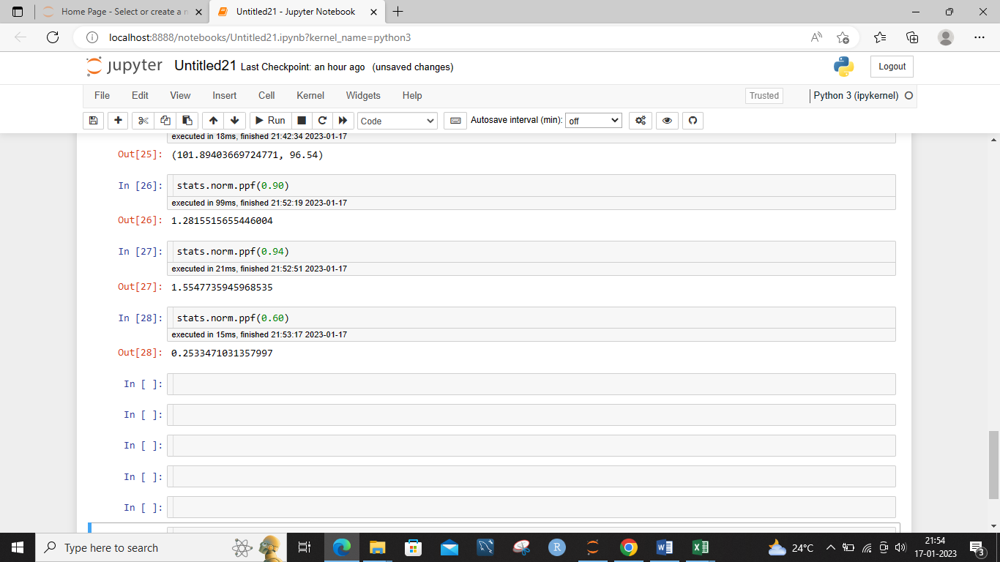 Home Page - Select or create a n
Untitled21 - Jupyter Notebook
localhost:8888/notebooks/Untitled21.ipynb?kernel_name=python3
jupyter Untitled21 Last Checkpoint: an hour ago (unsaved changes)
Logout
File Edit View Insert Cell Kernel Widgets Help
Trusted
Python 3 (ipykernel)
Run
Code
Autosave interval (min): off
executed in 18ms, finished 21:42:34 2023-01-17
Out[25]: (101.89403669724771, 96.54)
In [26]: stats.norm.ppf(0.90)
executed in 99ms, finished 21:52:19 2023-01-17
Out[26]: 1.2815515655446004
In [27]: stats.norm.ppf(0.94)
executed in 21ms, finished 21:52:51 2023-01-17
Out[27]: 1.5547735945968535
In [28]: stats.norm.ppf(0.60)
executed in 15ms, finished 21:53:17 2023-01-17
Out[28]: 0.2533471031357997
In [ ]:
In [ ]:
In [ ]:
In [ ]:
In [ ]:
Type here to search
24°C
21:54
17-01-2023
3